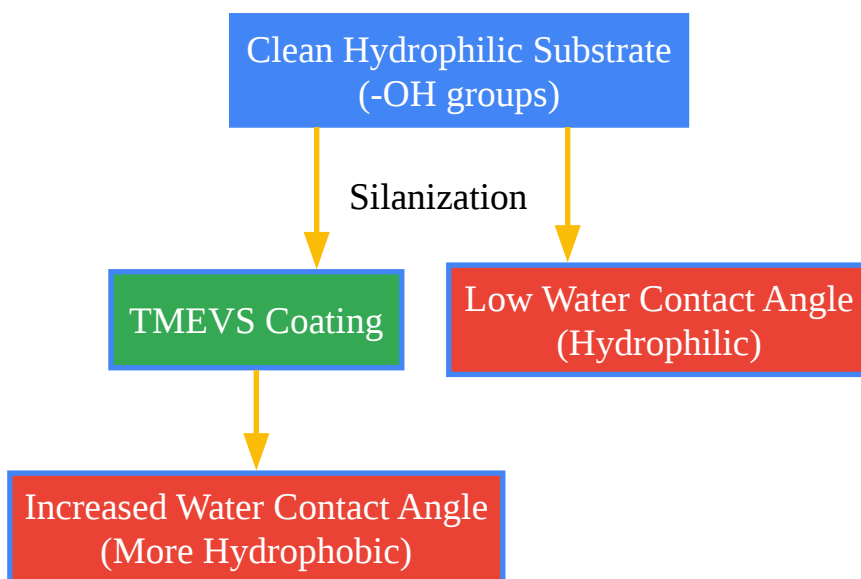 Clean Hydrophilic Substrate
(-OH groups)
Silanization
TMEVS Coating
Low Water Contact Angle
(Hydrophilic)
Increased Water Contact Angle
(More Hydrophobic)